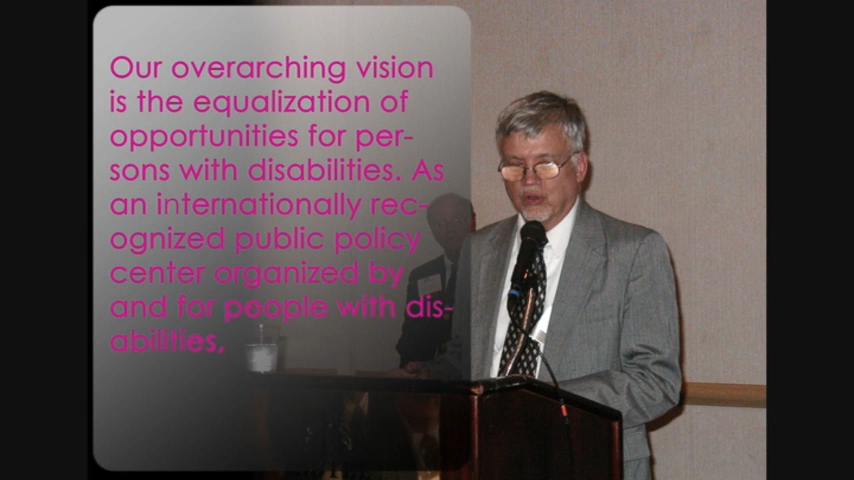 Our overarching vision
is the equalization of
opportunities for per-
sons with disabilities. As
an internationally rec-
ognized public policy
center organized by
and for people with dis-
abilities,